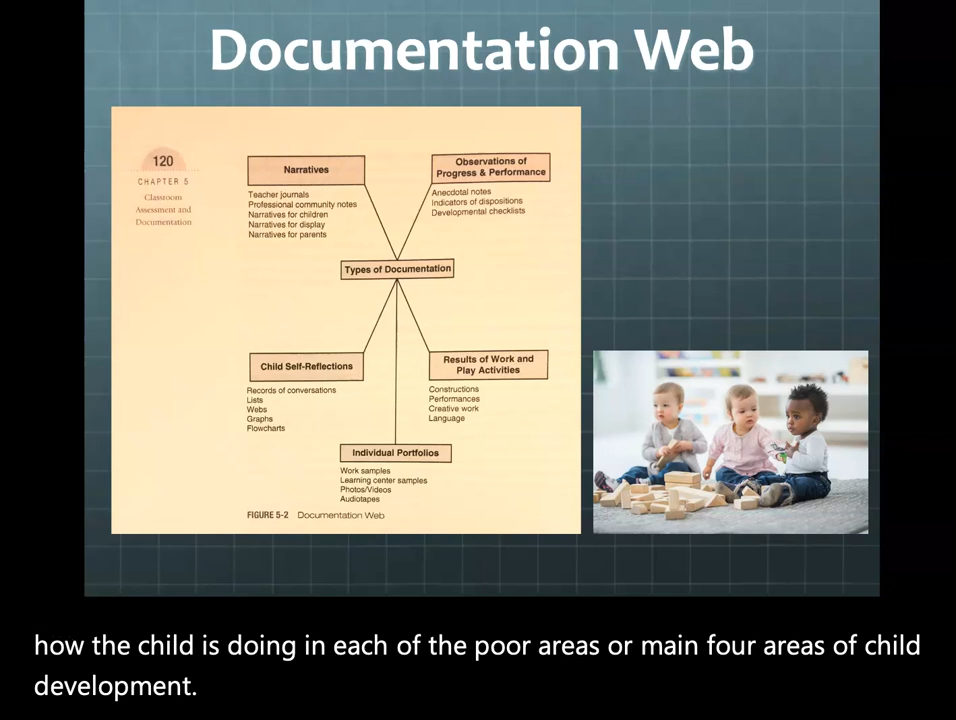 Documentation Web
120
CHAPTER 5
Classroom
Assessment and
Documentation
Narratives
Teacher journals
Professional community notes
Narratives for children
Narratives for display
Narratives for parents
Observations of
Progress & Performance
Anecdotal notes
Indicators of dispositions
Developmental checklists
Types of Documentation
Child Self-Reflections
Records of conversations
Lists
Webs
Graphs
Flowcharts
Results of Work and
Play Activities
Constructions
Performances
Creative work
Language
Individual Portfolios
Work samples
Learning center samples
Photos/Videos
Audiotapes
FIGURE 5-2 Documentation Web
how the child is doing in each of the poor areas or main four areas of child
development.